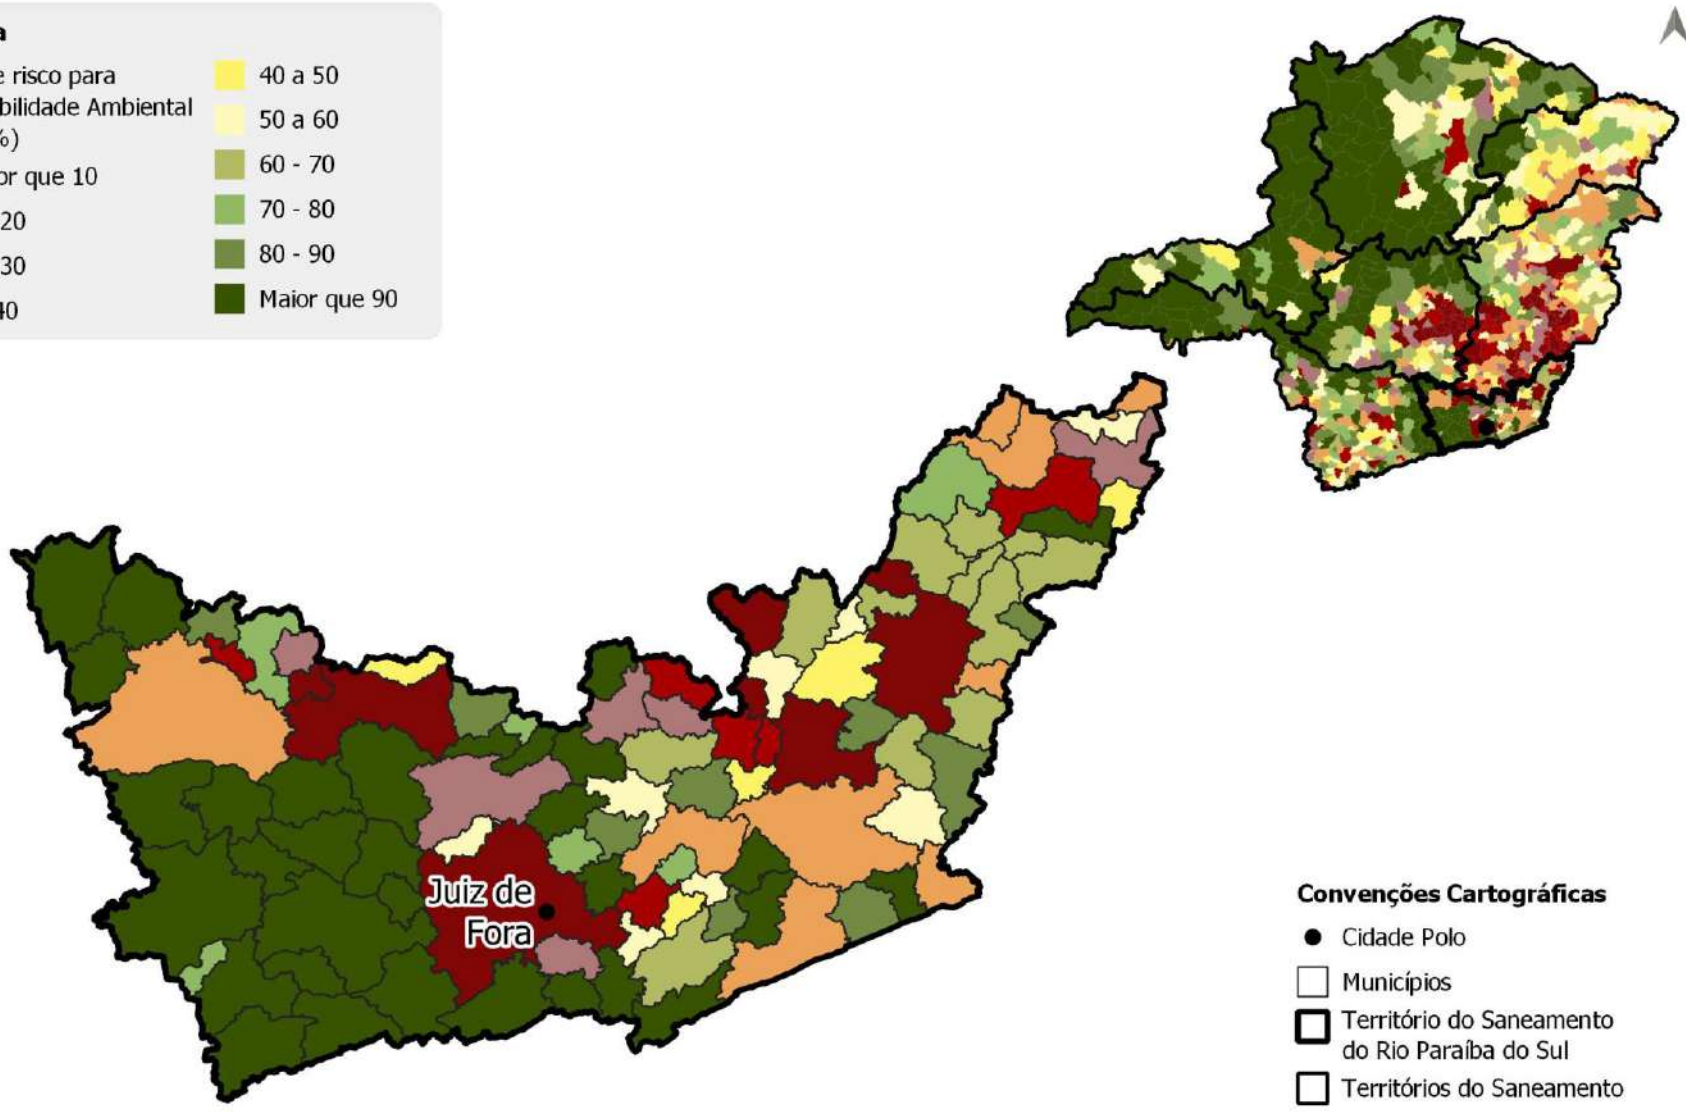 a
e risco para
bilidade Ambiental
%)
or que 10
20
30
40
40 a 50
50 a 60
60 - 70
70 - 80
80 - 90
Maior que 90
Juiz de
Fora
Convenções Cartográficas
Cidade Polo
Municípios
Território do Saneamento
do Rio Paraíba do Sul
Territórios do Saneamento